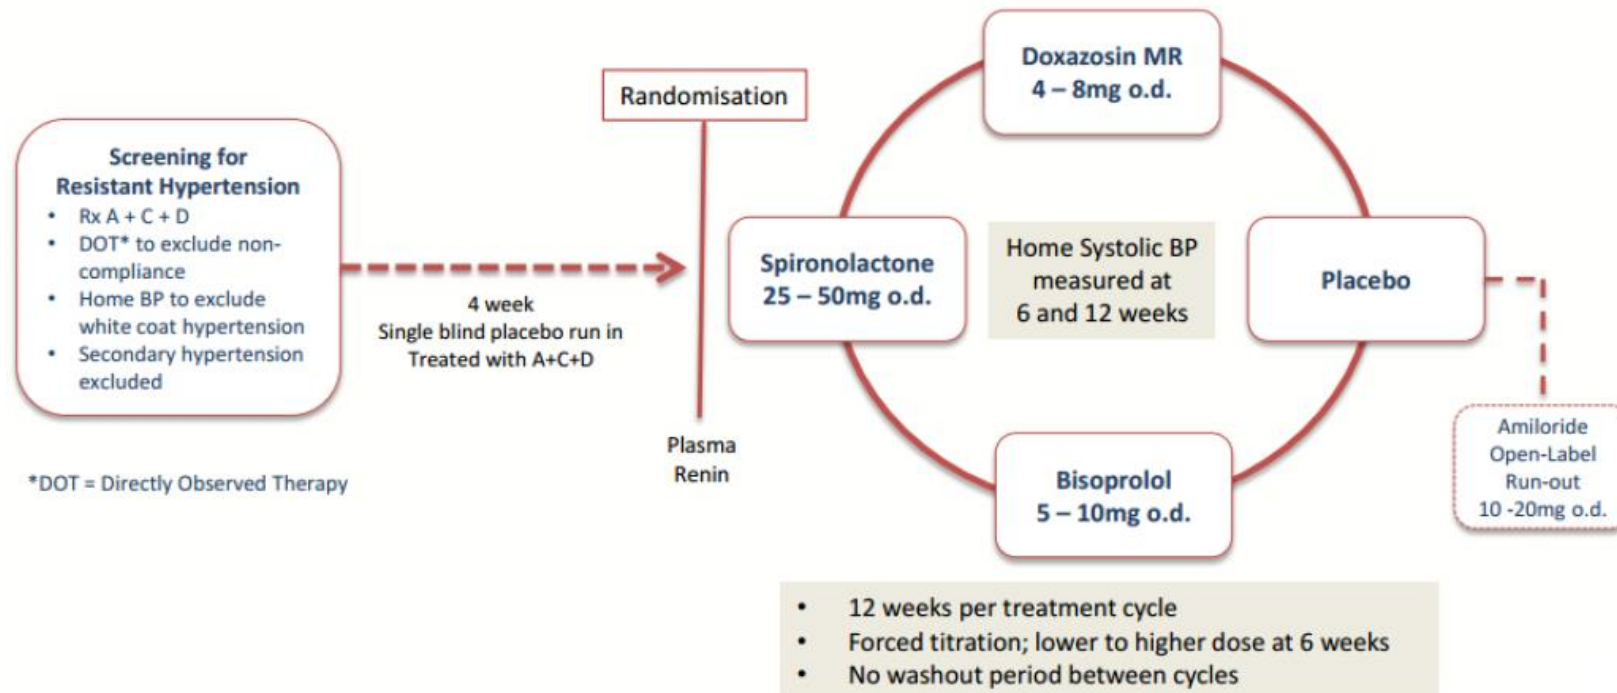 Screening for
Resistant Hypertension
• Rx A + C + D
• DOT* to exclude non-
compliance
• Home BP to exclude
white coat hypertension
• Secondary hypertension
excluded
*DOT = Directly Observed Therapy
4 week
Single blind placebo run in
Treated with A+C+D
Randomisation
Plasma
Renin
Doxazosin MR
4 – 8mg o.d.
Spironolactone
25 – 50mg o.d.
Home Systolic BP
measured at
6 and 12 weeks
Placebo
Bisoprolol
5 – 10mg o.d.
Amiloride
Open-Label
Run-out
10 -20mg o.d.
• 12 weeks per treatment cycle
• Forced titration; lower to higher dose at 6 weeks
• No washout period between cycles